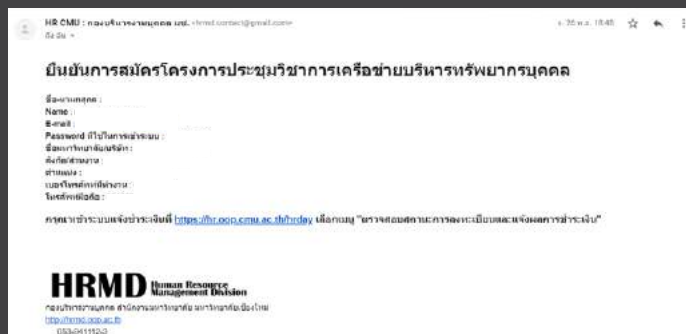 HR CMU : กองบริหารงานบุคคล มช. <hrmd.contact@gmail.com>
ถึง ฉัน
อ. 26 พ.ย. 18:48
ยืนยันการสมัครโครงการประชุมวิชาการเครือข่ายบริหารทรัพยากรบุคคล
ชื่อ-นามสกุล :
Name :
E-mail :
Password ที่ใช้ในการเข้าระบบ :
ชื่อมหาวิทยาลัย/บริษัท :
สังกัด/ส่วนงาน :
ตำแหน่ง :
เบอร์โทรศัพท์ที่ทำงาน :
โทรศัพท์มือถือ :
กรุณาเข้าระบบแจ้งชำระเงินที่ https://hr.oop.cmu.ac.th/hrday เลือกเมนู "ตรวจสอบสถานะการลงทะเบียนและแจ้งผลการชำระเงิน"
HRMD Human Resource
Management Division
กองบริหารงานบุคคล สำนักงานมหาวิทยาลัย มหาวิทยาลัยเชียงใหม่